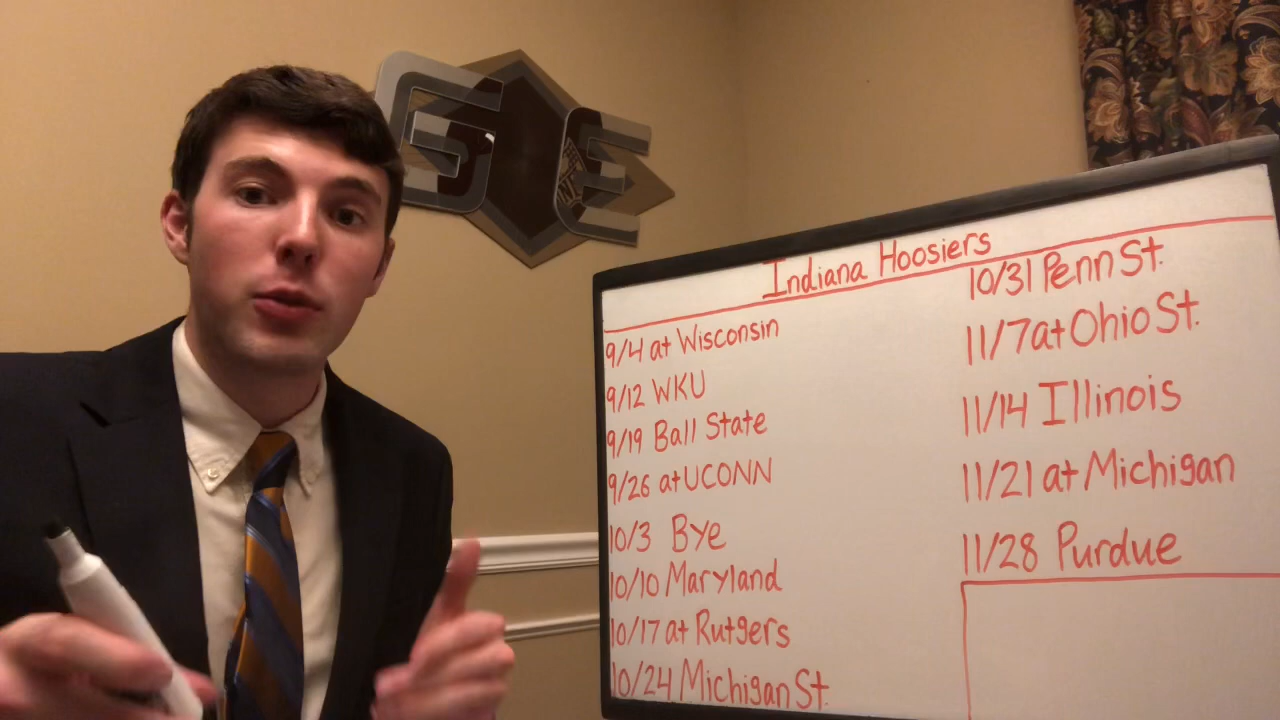 GE
Indiana Hoosiers
9/4 at Wisconsin
9/12 WKU
9/19 Ball State
9/26 at UCONN
10/3 Bye
10/10 Maryland
10/17 at Rutgers
10/24 Michigan St.
10/31 Penn St.
11/7 at Ohio St.
11/14 Illinois
11/21 at Michigan
11/28 Purdue